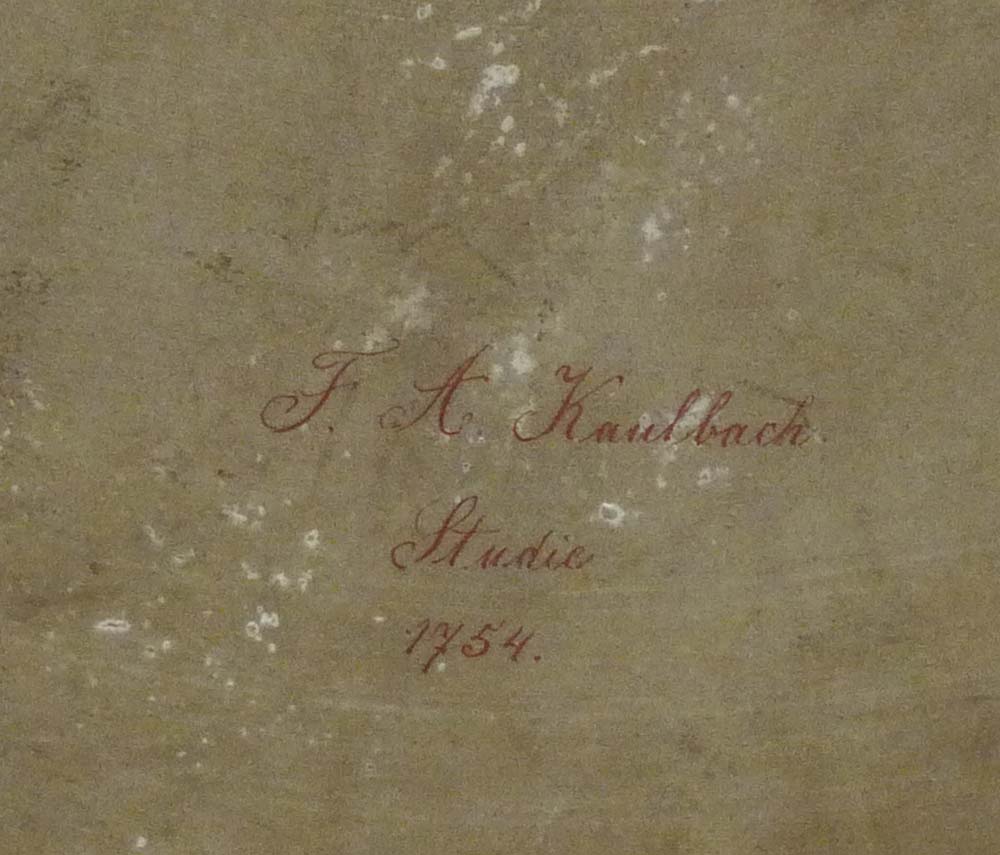 F. A. Kaulbach.
Studie
1754.